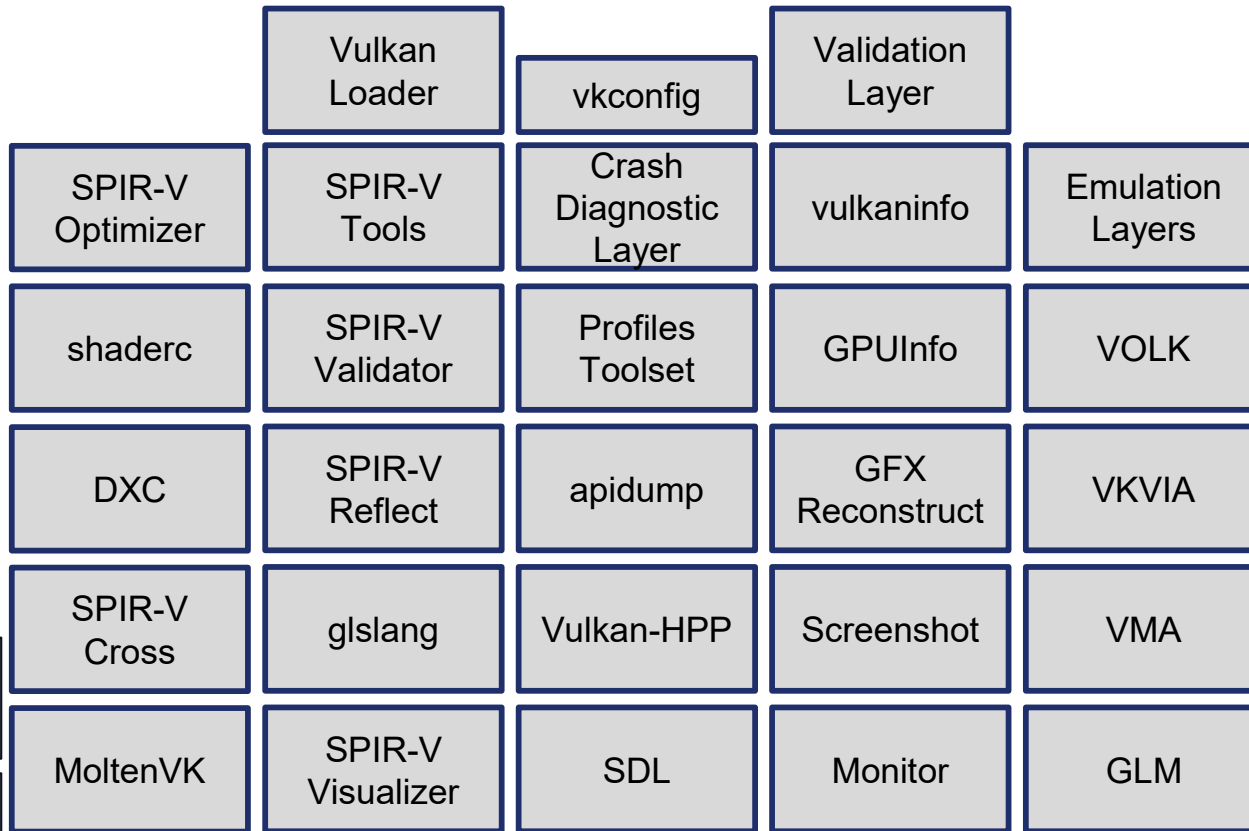 Vulkan
Loader
vkconfig
Validation
Layer
SPIR-V
Optimizer
SPIR-V
Tools
Crash
Diagnostic
Layer
vulkaninfo
Emulation
Layers
shaderc
SPIR-V
Validator
Profiles
Toolset
GPUInfo
VOLK
DXC
SPIR-V
Reflect
apidump
GFX
Reconstruct
VKVIA
SPIR-V
Cross
glslang
Vulkan-HPP
Screenshot
VMA
MoltenVK
SPIR-V
Visualizer
SDL
Monitor
GLM